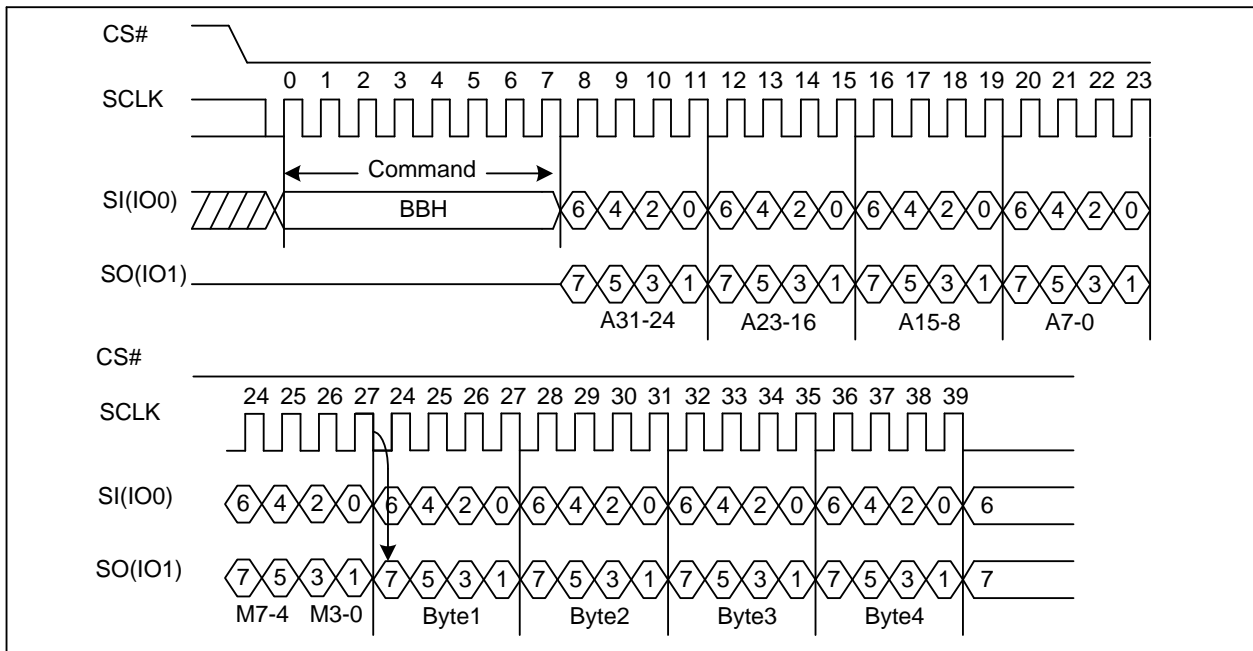 CS#
0 1 2 3 4 5 6 7 8 9 10 11 12 13 14 15 16 17 18 19 20 21 22 23
SCLK
Command
SI(IO0)
BBH
6 4 2 0 6 4 2 0 6 4 2 0 6 4 2 0
SO(IO1)
7 5 3 1 7 5 3 1 7 5 3 1 7 5 3 1
A31-24 A23-16 A15-8 A7-0
CS#
24 25 26 27 24 25 26 27 28 29 30 31 32 33 34 35 36 37 38 39
SCLK
SI(IO0)
6 4 2 0 6 4 2 0 6 4 2 0 6 4 2 0 6 4 2 0 6
SO(IO1)
7 5 3 1 7 5 3 1 7 5 3 1 7 5 3 1 7 5 3 1 7
M7-4 M3-0 Byte1 Byte2 Byte3 Byte4